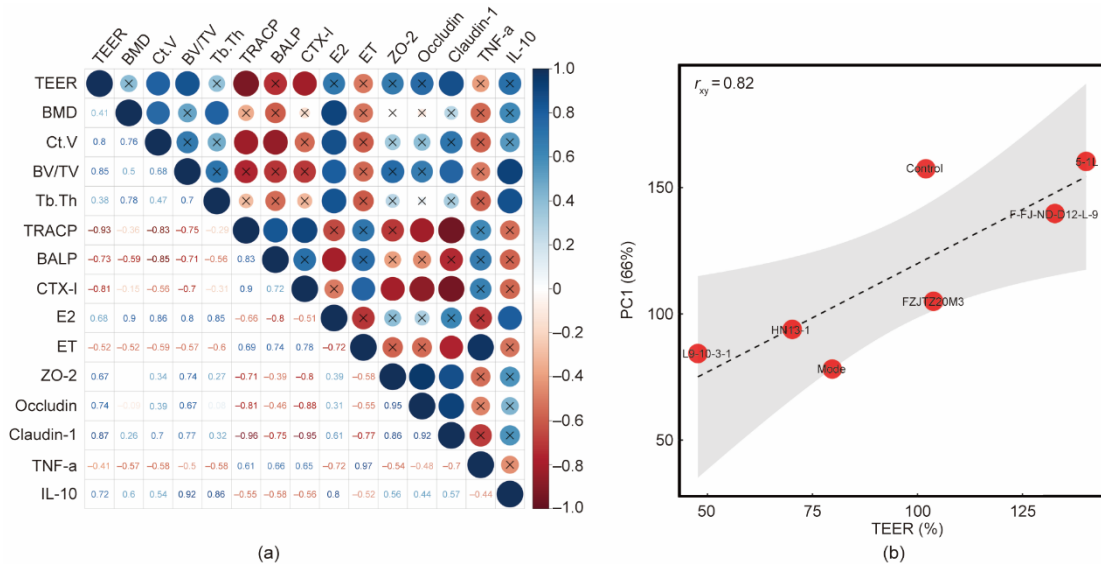 TEER BMD Ct.V BV/TV Tb.Th TRACP BALP CTX-I E2 ET ZO-2 Occludin Claudin-1 TNF-a IL-10
TEER
BMD 0.41
Ct.V 0.8 0.76
BV/TV 0.85 0.5 0.68
Tb.Th 0.38 0.78 0.47 0.7
TRACP −0.93 −0.36 −0.83 −0.75 −0.29
BALP −0.73 −0.59 −0.85 −0.71 −0.56 0.83
CTX-I −0.81 −0.15 −0.56 −0.7 −0.31 0.9 0.72
E2 0.68 0.9 0.86 0.8 0.85 −0.66 −0.8 −0.51
ET −0.52 −0.52 −0.59 −0.57 −0.6 0.69 0.74 0.78 −0.72
ZO-2 0.67 0.34 0.74 0.27 −0.71 −0.39 −0.8 0.39 −0.58
Occludin 0.74 0.39 0.67 −0.81 −0.46 −0.88 0.31 −0.55 0.95
Claudin-1 0.87 0.26 0.7 0.77 0.32 −0.96 −0.75 −0.95 0.61 −0.77 0.86 0.92
TNF-a −0.41 −0.57 −0.58 −0.5 −0.58 0.61 0.66 0.65 −0.72 0.97 −0.54 −0.48 −0.7
IL-10 0.72 0.6 0.54 0.92 0.86 −0.55 −0.58 −0.56 0.8 −0.52 0.56 0.44 0.57 −0.44
1.0
0.8
0.6
0.4
0.2
0
−0.2
−0.4
−0.6
−0.8
−1.0
(a)
rxy = 0.82
Control
5-1L
F-FJ-ND-D12-L-9
FZJTZ20M3
HN13-1
L9-10-3-1
Mode
PC1 (66%)
150
100
50
50 75 100 125
TEER (%)
(b)